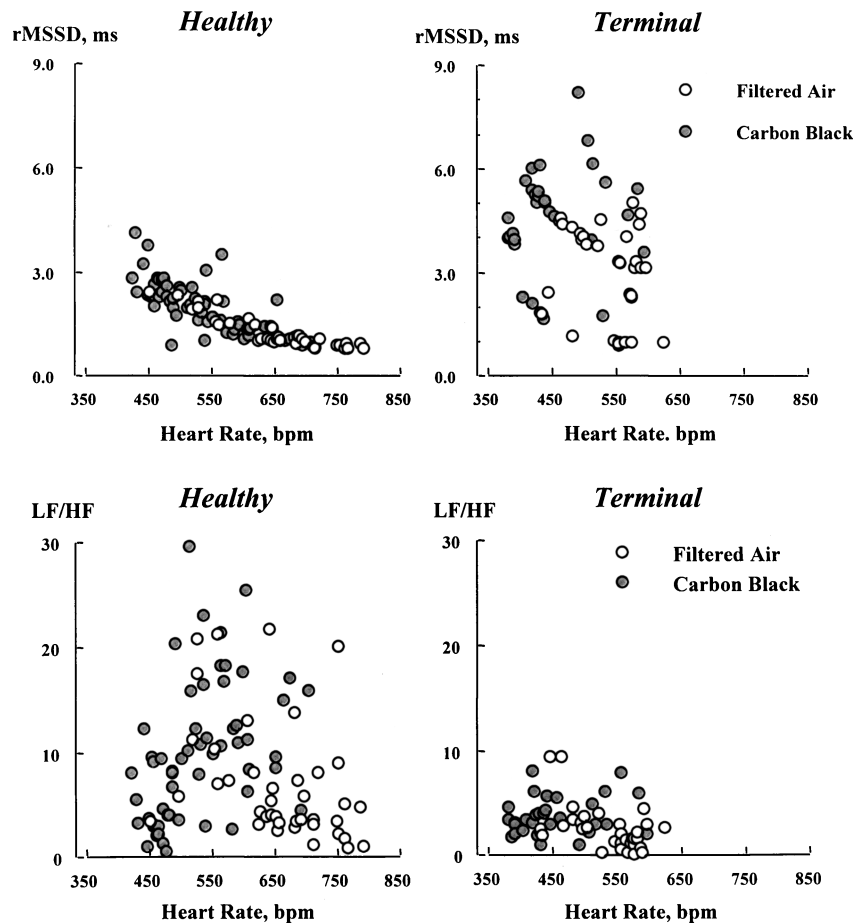 Healthy
rMSSD, ms
9.0
6.0
3.0
0.0
350 450 550 650 750 850
Heart Rate, bpm
Terminal
rMSSD, ms
Filtered Air
Carbon Black
9.0
6.0
3.0
0.0
350 450 550 650 750 850
Heart Rate. bpm
Healthy
LF/HF
30
20
10
0
350 450 550 650 750 850
Heart Rate, bpm
Terminal
LF/HF
Filtered Air
Carbon Black
30
20
10
0
350 450 550 650 750 850
Heart Rate, bpm